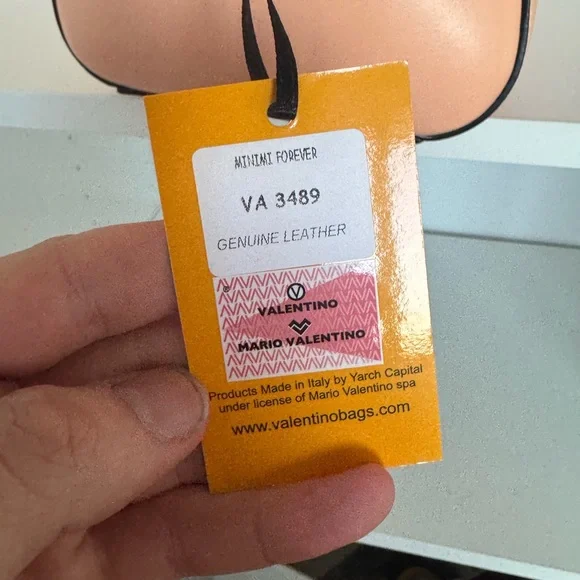 MINIMI FOREVER
VA 3489
GENUINE LEATHER
®
V
VALENTINO
MARIO VALENTINO
Products Made in Italy by Yarch Capital
under license of Mario Valentino spa
www.valentinobags.com